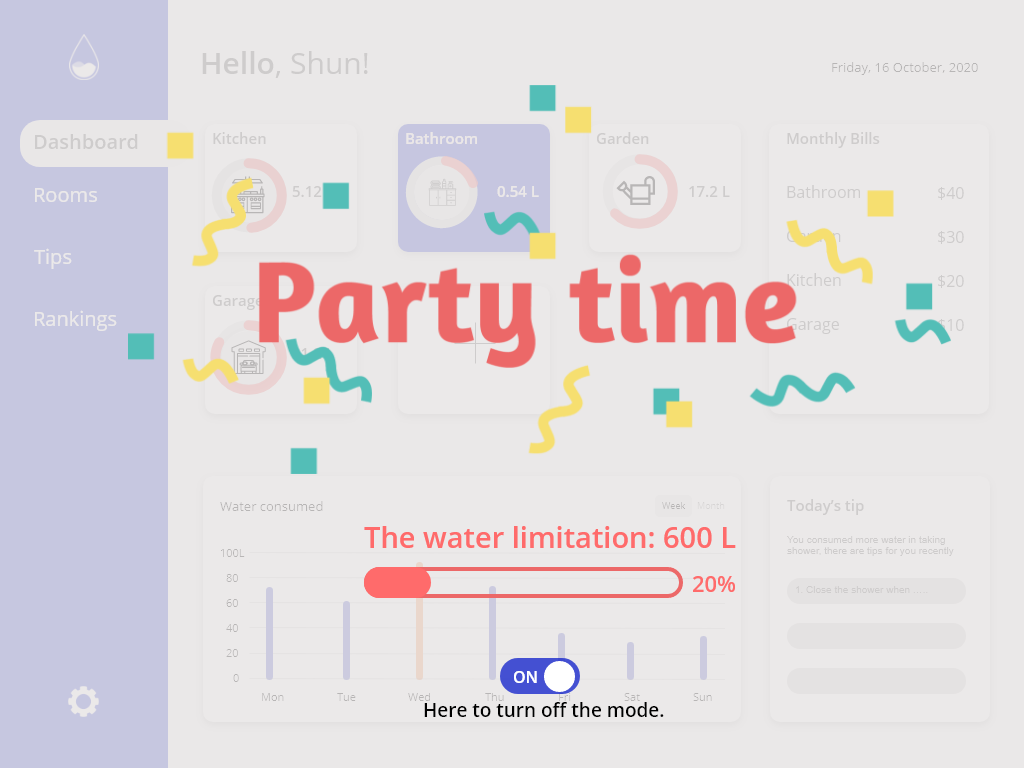 Hello, Shun!
Friday, 16 October, 2020
Dashboard
Rooms
Tips
Rankings
Kitchen
5.12
Bathroom
0.54 L
Garden
17.2 L
Monthly Bills
Bathroom $40
Garden $30
Kitchen $20
Garage $10
Garage
Party time
Water consumed
Week Month
The water limitation: 600 L
20%
100L
80
60
40
20
0
Mon Tue Wed Thu Fri Sat Sun
ON
Here to turn off the mode.
Today's tip
You consumed more water in taking
shower, there are tips for you recently
1. Close the shower when......